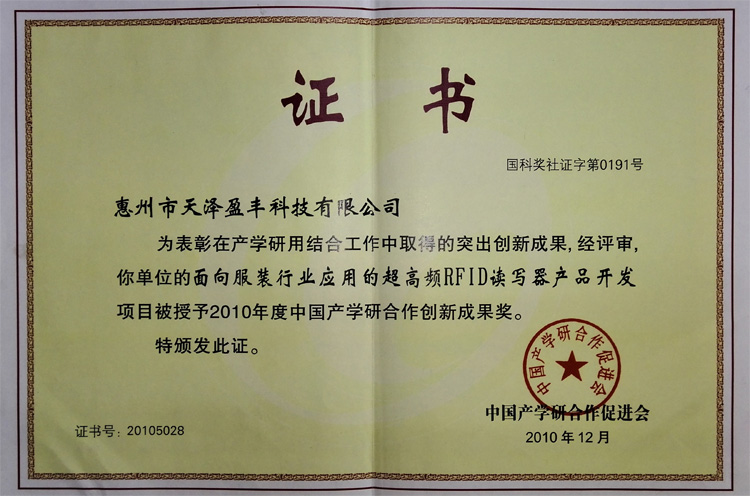 证书
国科奖社证字第0191号
惠州市天泽盈丰科技有限公司
为表彰在产学研用结合工作中取得的突出创新成果,经评审,
你单位的面向服装行业应用的超高频RFID读写器产品开发
项目被授予2010年度中国产学研合作创新成果奖。
特颁发此证。
中国产学研合作促进会
中国产学研合作促进会
2010年12月
证书号:20105028